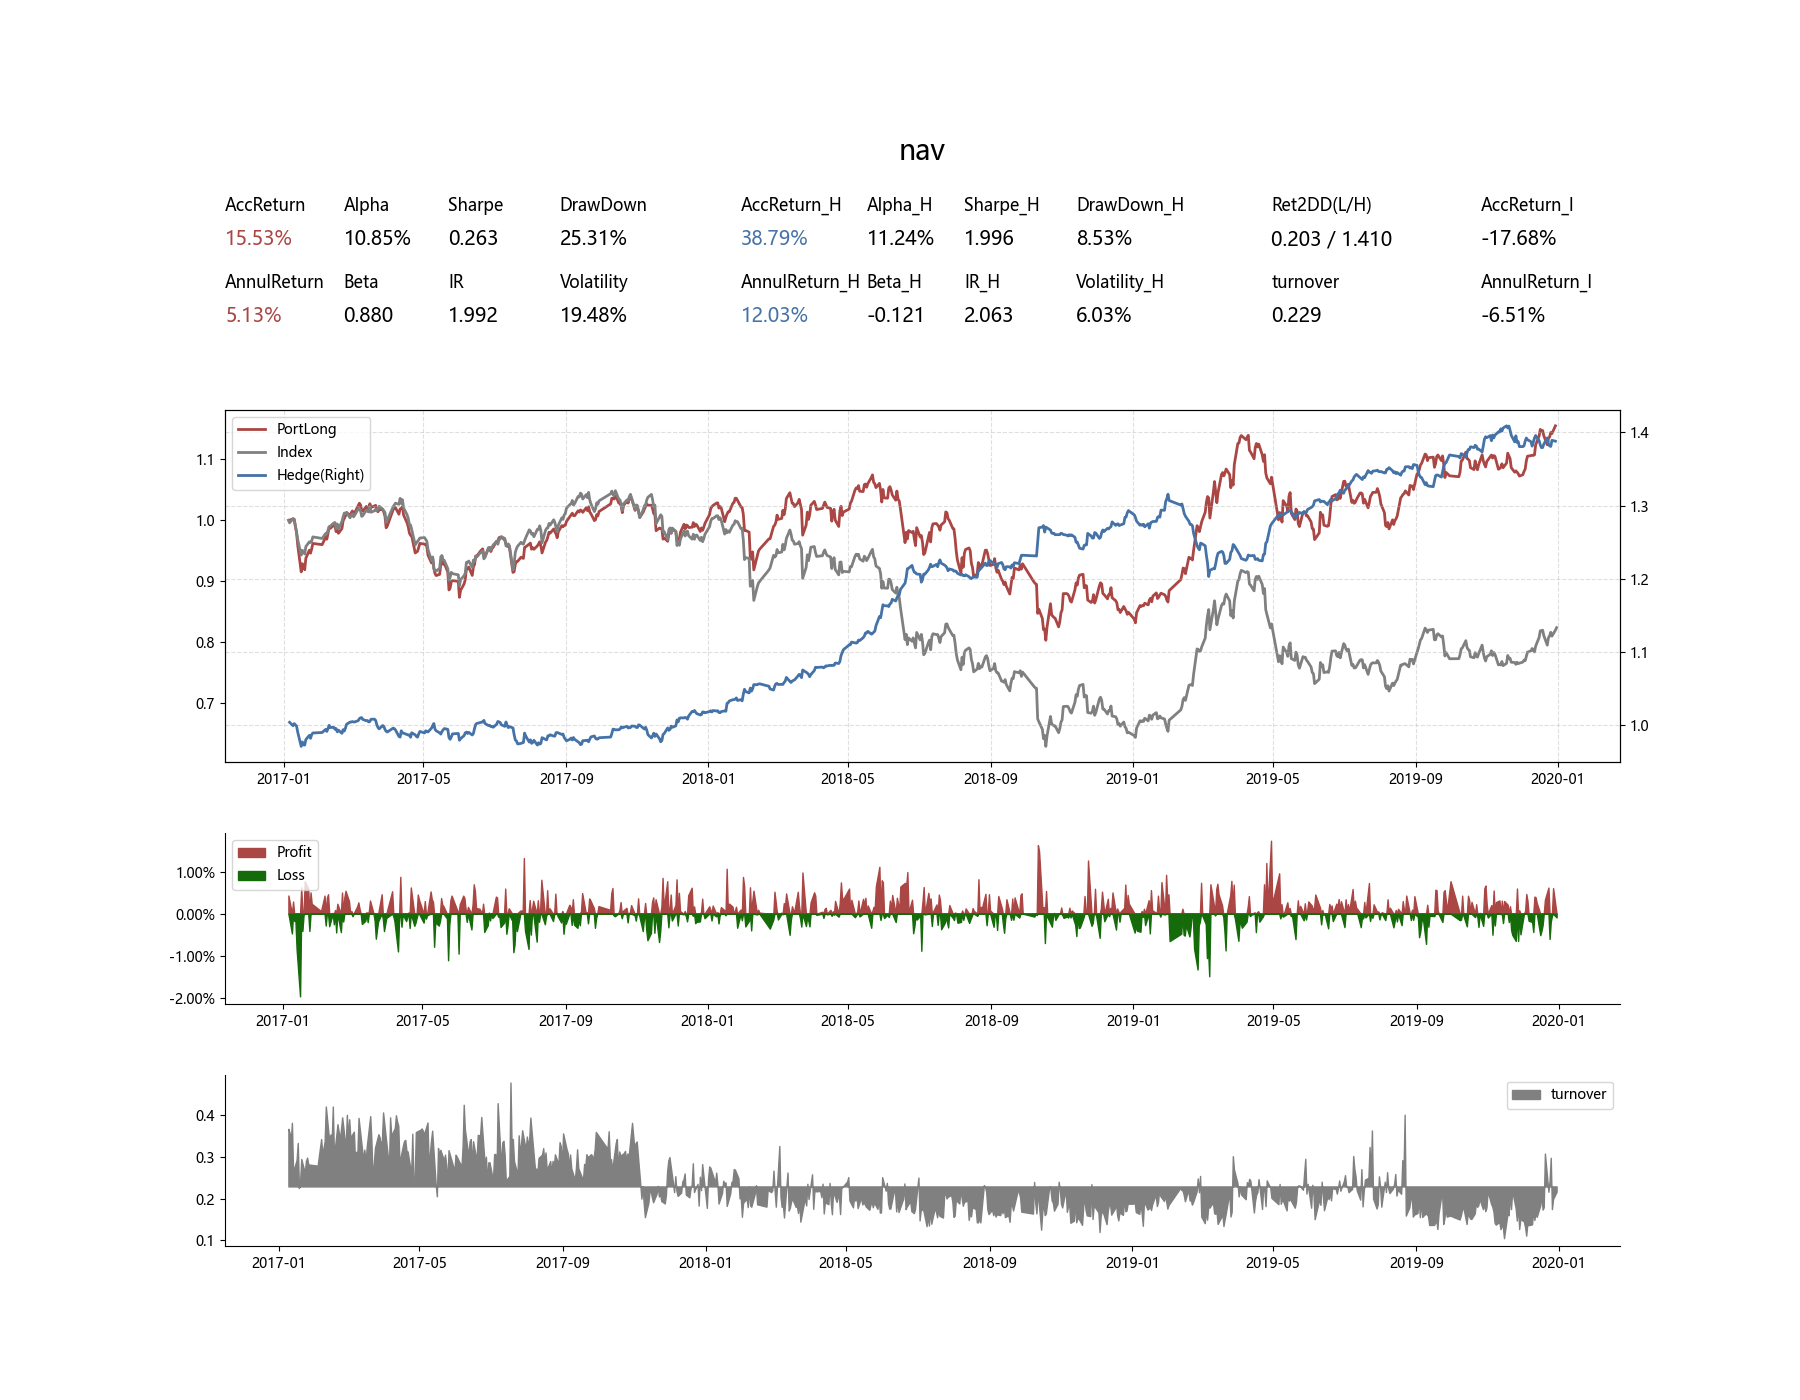 nav
AccReturn Alpha Sharpe DrawDown AccReturn_H Alpha_H Sharpe_H DrawDown_H Ret2DD(L/H) AccReturn_I
15.53% 10.85% 0.263 25.31% 38.79% 11.24% 1.996 8.53% 0.203 / 1.410 -17.68%
AnnulReturn Beta IR Volatility AnnulReturn_H Beta_H IR_H Volatility_H turnover AnnulReturn_I
5.13% 0.880 1.992 19.48% 12.03% -0.121 2.063 6.03% 0.229 -6.51%
PortLong
Index
Hedge(Right)
1.1
1.0
0.9
0.8
0.7
1.4
1.3
1.2
1.1
1.0
2017-01 2017-05 2017-09 2018-01 2018-05 2018-09 2019-01 2019-05 2019-09 2020-01
Profit
Loss
1.00%
0.00%
-1.00%
-2.00%
2017-01 2017-05 2017-09 2018-01 2018-05 2018-09 2019-01 2019-05 2019-09 2020-01
turnover
0.4
0.3
0.2
0.1
2017-01 2017-05 2017-09 2018-01 2018-05 2018-09 2019-01 2019-05 2019-09 2020-01